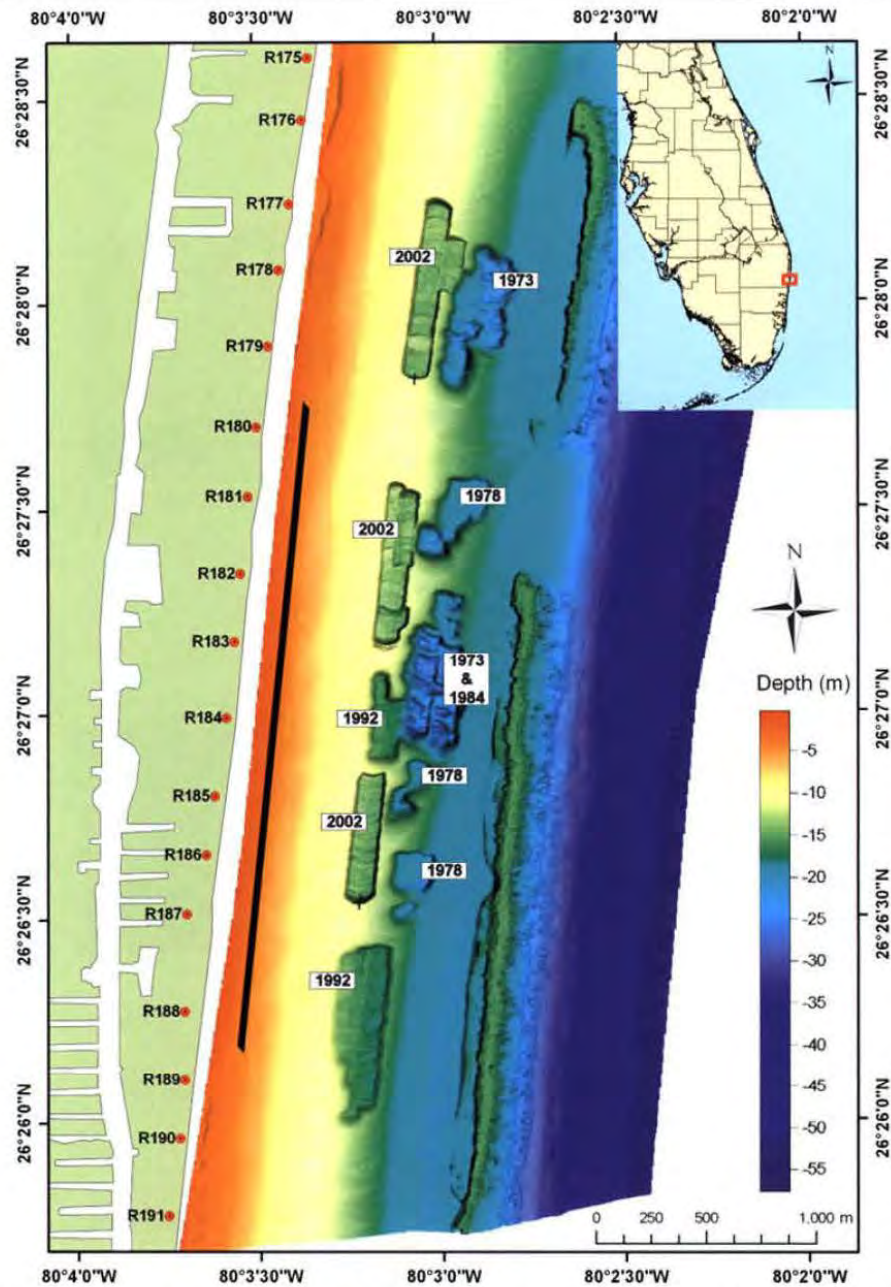 80°4'0"W 80°3'30"W 80°3'0"W 80°2'30"W 80°2'0"W
26°28'30"N
26°28'0"N
26°27'30"N
26°27'0"N
26°26'30"N
26°26'0"N
R175
R176
R177
R178
R179
R180
R181
R182
R183
R184
R185
R186
R187
R188
R189
R190
R191
2002
1973
1978
2002
1973
&
1984
1992
1978
2002
1978
1992
N
N
Depth (m)
-5
-10
-15
-20
-25
-30
-35
-40
-45
-50
-55
0 250 500 1.000 m
26°28'30"N
26°28'0"N
26°27'30"N
26°27'0"N
26°26'30"N
26°26'0"N
80°4'0"W 80°3'30"W 80°3'0"W 80°2'30"W 80°2'0"W